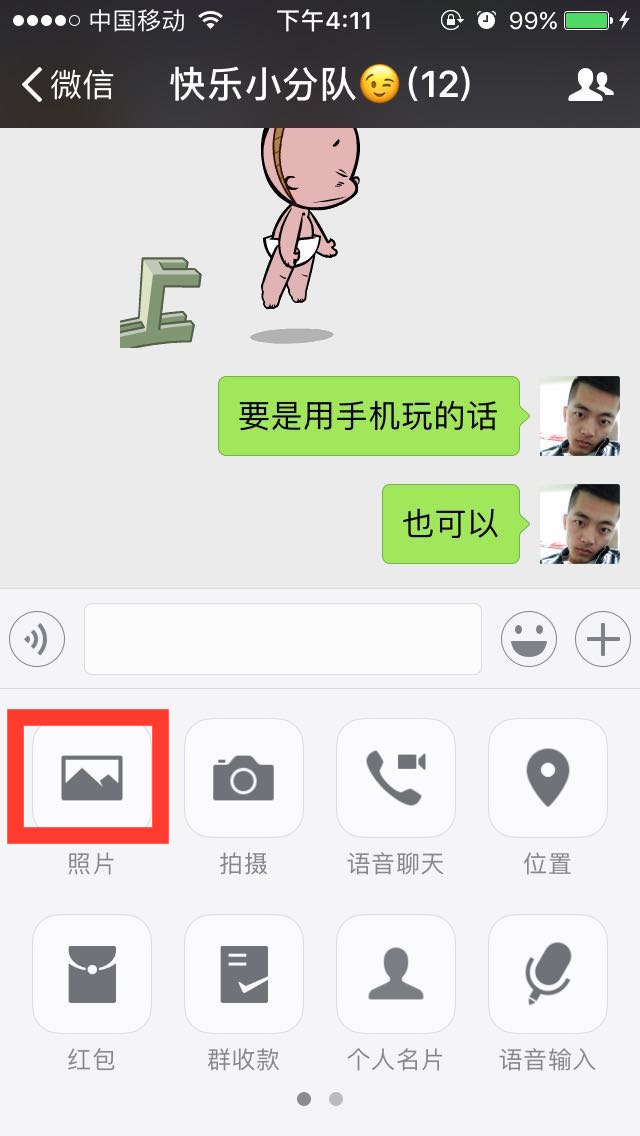 中国移动 下午4:11 99%
微信 快乐小分队😉(12)
要是用手机玩的话
也可以
照片 拍摄 语音聊天 位置
红包 群收款 个人名片 语音输入